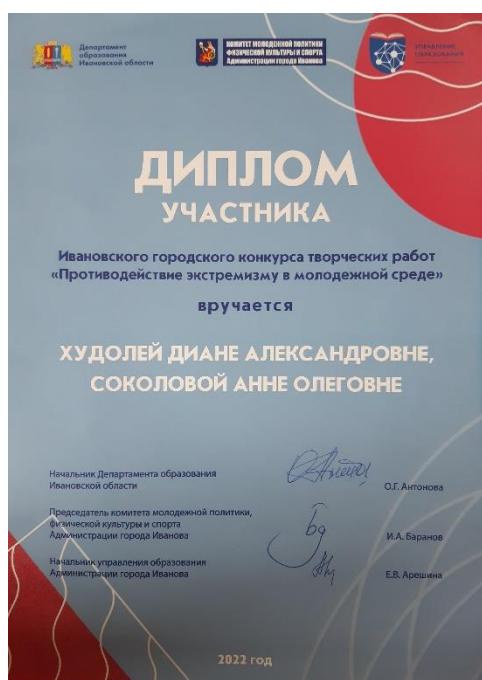 Департамент
образования
Ивановской области
КОМИТЕТ МОЛОДЕЖНОЙ ПОЛИТИКИ
ФИЗИЧЕСКОЙ КУЛЬТУРЫ И СПОРТА
Администрации города Иванова
УПРАВЛЕНИЕ
ОБРАЗОВАНИЯ
ДИПЛОМ
УЧАСТНИКА
Ивановского городского конкурса творческих работ
«Противодействие экстремизму в молодежной среде»
вручается
ХУДОЛЕЙ ДИАНЕ АЛЕКСАНДРОВНЕ,
СОКОЛОВОЙ АННЕ ОЛЕГОВНЕ
Начальник Департамента образования
Ивановской области
О.Г. Антонова
Председатель комитета молодежной политики,
физической культуры и спорта
Администрации города Иванова
И.А. Баранов
Начальник управления образования
Администрации города Иванова
Е.В. Арешина
2022 год